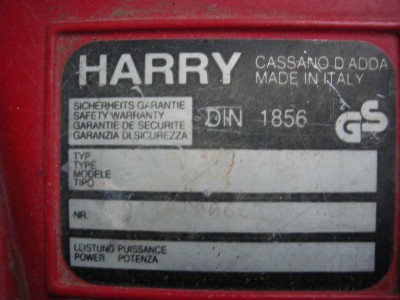 HARRY
CASSANO D'ADDA
MADE IN ITALY
SICHERHEITS GARANTIE
SAFETY WARRANTY
GARANTIE DE SECURITE
GARANZIA DI SICUREZZA
DIN 1856
GS
TYP
TYPE
MODELE
TIPO
NR.
LEISTUNG PUISSANCE
POWER POTENZA